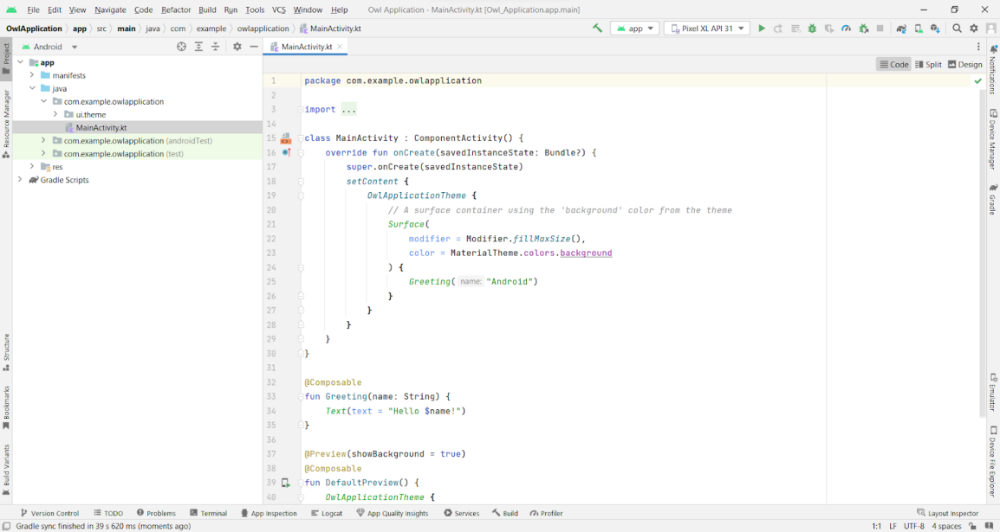 File Edit View Navigate Code Refactor Build Run Tools VCS Window Help Owl Application - MainActivity.kt [Owl_Application.app.main]
OwlApplication app src main java com example owlapplication MainActivity.kt app Pixel XL API 31
Android
MainActivity.kt
Code Split Design
Project
Resource Manager
Structure
Bookmarks
Build Variants
app
manifests
java
com.example.owlapplication
ui.theme
MainActivity.kt
com.example.owlapplication (androidTest)
com.example.owlapplication (test)
res
Gradle Scripts
1 package com.example.owlapplication
2
3 import ...
14
15 class MainActivity : ComponentActivity() {
16 override fun onCreate(savedInstanceState: Bundle?) {
17 super.onCreate(savedInstanceState)
18 setContent {
19 OwlApplicationTheme {
20 // A surface container using the 'background' color from the theme
21 Surface(
22 modifier = Modifier.fillMaxSize(),
23 color = MaterialTheme.colors.background
24 ) {
25 Greeting( name: "Android")
26 }
27 }
28 }
29 }
30 }
31
32 @Composable
33 fun Greeting(name: String) {
34 Text(text = "Hello $name!")
35 }
36
37 @Preview(showBackground = true)
38 @Composable
39 fun DefaultPreview() {
40 OwlApplicationTheme {
Notifications
Device Manager
Gradle
Emulator
Device File Explorer
Version Control TODO Problems Terminal App Inspection Logcat App Quality Insights Services Build Profiler Layout Inspector
Gradle sync finished in 39 s 620 ms (moments ago) 1:1 LF UTF-8 4 spaces